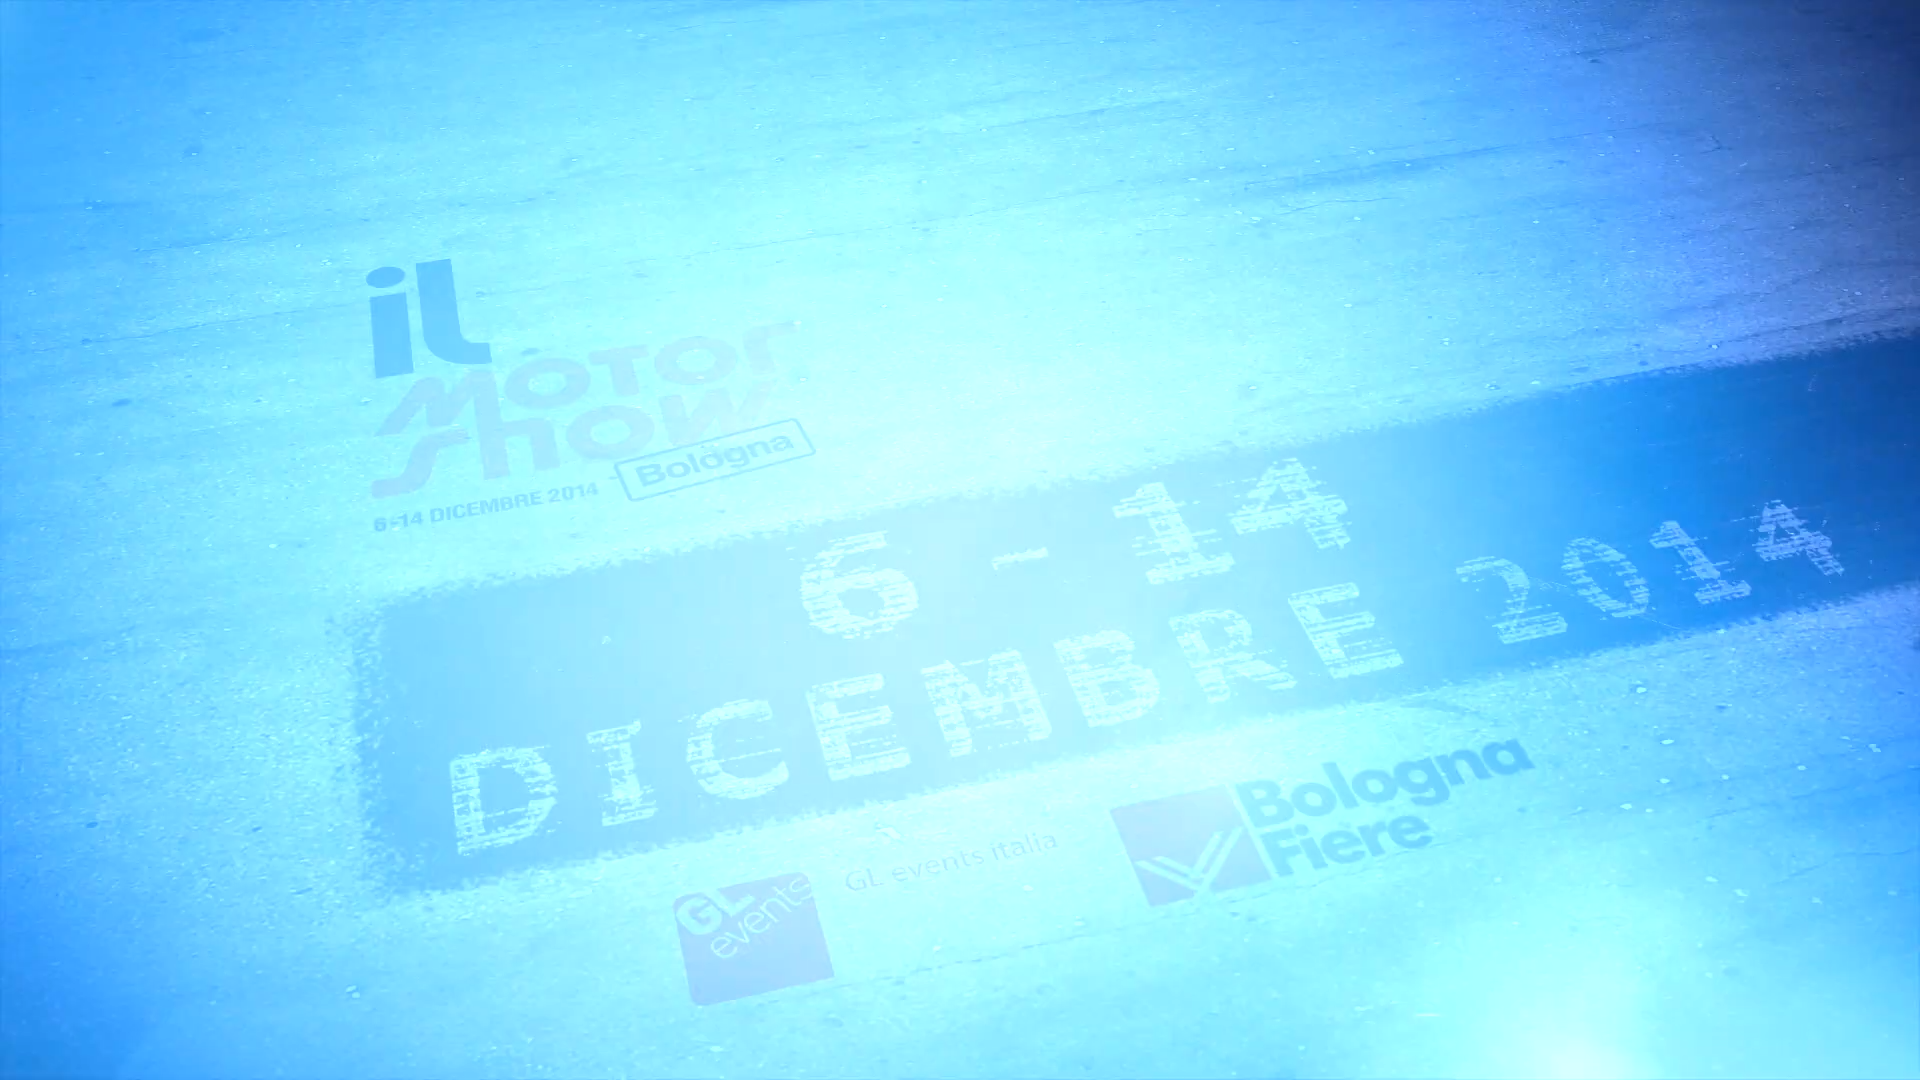 iL
MOTOR
SHOW
Bologna
6-14 DICEMBRE 2014
6 - 14
DICEMBRE 2014
GL events
GL events italia
Bologna
Fiere